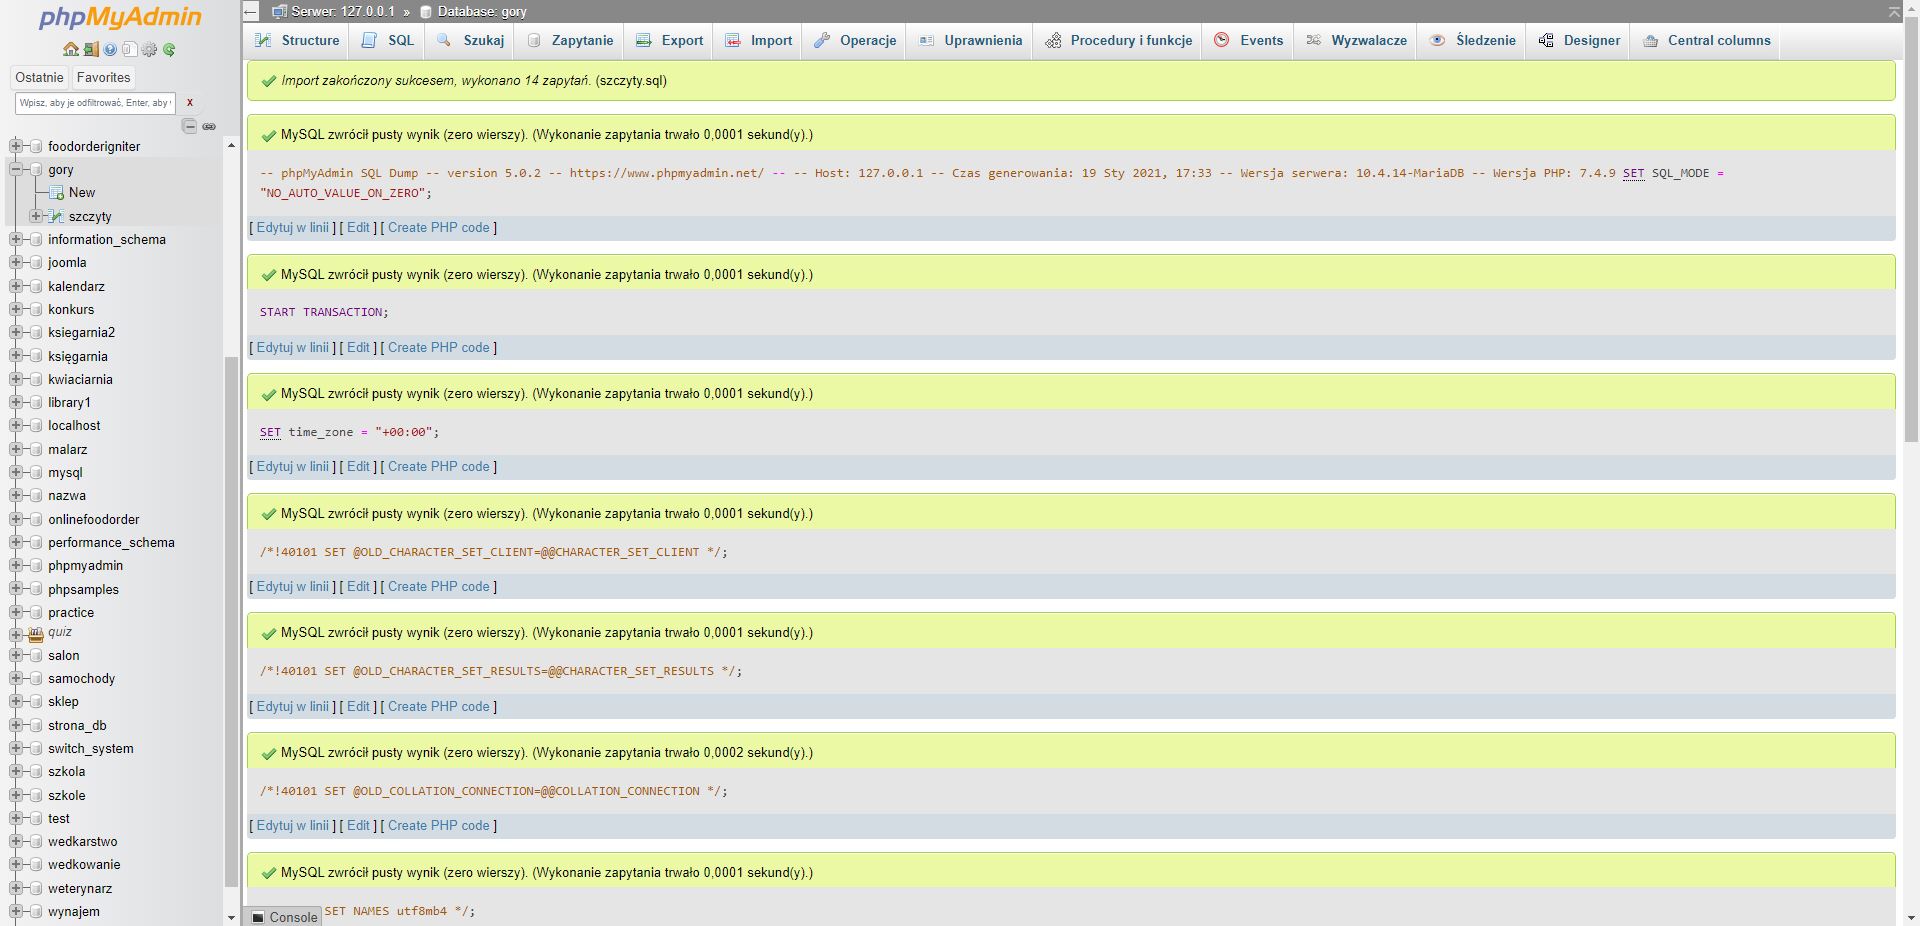 phpMyAdmin
Ostatnie Favorites
Wpisz, aby je odfiltrować, Enter, aby
X
foodorderigniter
gory
New
szczyty
information_schema
joomla
kalendarz
konkurs
ksiegarnia2
księgarnia
kwiaciarnia
library1
localhost
malarz
mysql
nazwa
onlinefoodorder
performance_schema
phpmyadmin
phpsamples
practice
quiz
salon
samochody
sklep
strona_db
switch_system
szkola
szkole
test
wedkarstwo
wedkowanie
weterynarz
wynajem
Serwer: 127.0.0.1 » Database: gory
Structure SQL Szukaj Zapytanie Export Import Operacje Uprawnienia Procedury i funkcje Events Wyzwalacze Śledzenie Designer Central columns
Import zakończony sukcesem, wykonano 14 zapytań. (szczyty.sql)
MySQL zwrócił pusty wynik (zero wierszy). (Wykonanie zapytania trwało 0,0001 sekund(y).)
-- phpMyAdmin SQL Dump -- version 5.0.2 -- https://www.phpmyadmin.net/ -- -- Host: 127.0.0.1 -- Czas generowania: 19 Sty 2021, 17:33 -- Wersja serwera: 10.4.14-MariaDB -- Wersja PHP: 7.4.9 SET SQL_MODE =
"NO_AUTO_VALUE_ON_ZERO";
[ Edytuj w linii ] [ Edit ] [ Create PHP code ]
MySQL zwrócił pusty wynik (zero wierszy). (Wykonanie zapytania trwało 0,0001 sekund(y).)
START TRANSACTION;
[ Edytuj w linii ] [ Edit ] [ Create PHP code ]
MySQL zwrócił pusty wynik (zero wierszy). (Wykonanie zapytania trwało 0,0001 sekund(y).)
SET time_zone = "+00:00";
[ Edytuj w linii ] [ Edit ] [ Create PHP code ]
MySQL zwrócił pusty wynik (zero wierszy). (Wykonanie zapytania trwało 0,0001 sekund(y).)
/*!40101 SET @OLD_CHARACTER_SET_CLIENT=@@CHARACTER_SET_CLIENT */;
[ Edytuj w linii ] [ Edit ] [ Create PHP code ]
MySQL zwrócił pusty wynik (zero wierszy). (Wykonanie zapytania trwało 0,0001 sekund(y).)
/*!40101 SET @OLD_CHARACTER_SET_RESULTS=@@CHARACTER_SET_RESULTS */;
[ Edytuj w linii ] [ Edit ] [ Create PHP code ]
MySQL zwrócił pusty wynik (zero wierszy). (Wykonanie zapytania trwało 0,0002 sekund(y).)
/*!40101 SET @OLD_COLLATION_CONNECTION=@@COLLATION_CONNECTION */;
[ Edytuj w linii ] [ Edit ] [ Create PHP code ]
MySQL zwrócił pusty wynik (zero wierszy). (Wykonanie zapytania trwało 0,0001 sekund(y).)
SET NAMES utf8mb4 */;
Console